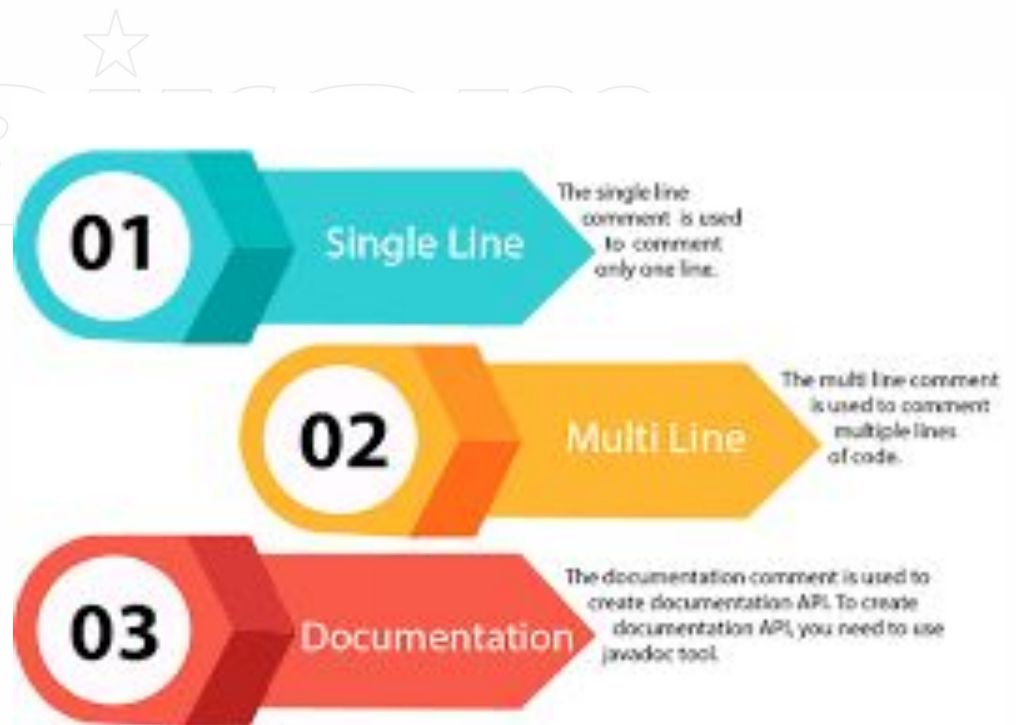 01
Single Line
The single line
comment is used
to comment
only one line.
02
Multi Line
The multi line comment
is used to comment
multiple lines
of code.
03
Documentation
The documentation comment is used to
create documentation API. To create
documentation API, you need to use
javadoc tool.